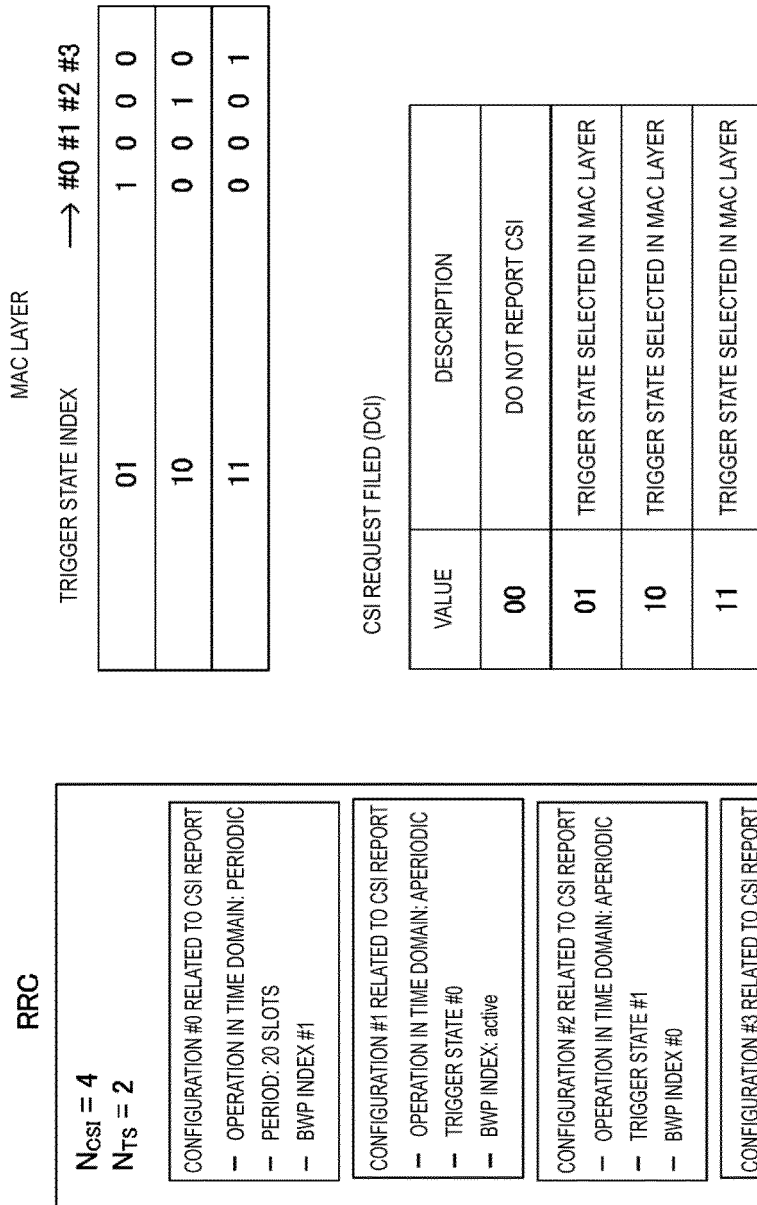 RRC
N_CSI = 4
N_TS = 2
CONFIGURATION #0 RELATED TO CSI REPORT
– OPERATION IN TIME DOMAIN: PERIODIC
– PERIOD: 20 SLOTS
– BWP INDEX #1
CONFIGURATION #1 RELATED TO CSI REPORT
– OPERATION IN TIME DOMAIN: APERIODIC
– TRIGGER STATE #0
– BWP INDEX: active
CONFIGURATION #2 RELATED TO CSI REPORT
– OPERATION IN TIME DOMAIN: APERIODIC
– TRIGGER STATE #1
– BWP INDEX #0
CONFIGURATION #3 RELATED TO CSI REPORT
MAC LAYER
TRIGGER STATE INDEX → #0 #1 #2 #3
01 1 0 0 0
10 0 0 1 0
11 0 0 0 1
CSI REQUEST FILED (DCI)
VALUE DESCRIPTION
00 DO NOT REPORT CSI
01 TRIGGER STATE SELECTED IN MAC LAYER
10 TRIGGER STATE SELECTED IN MAC LAYER
11 TRIGGER STATE SELECTED IN MAC LAYER